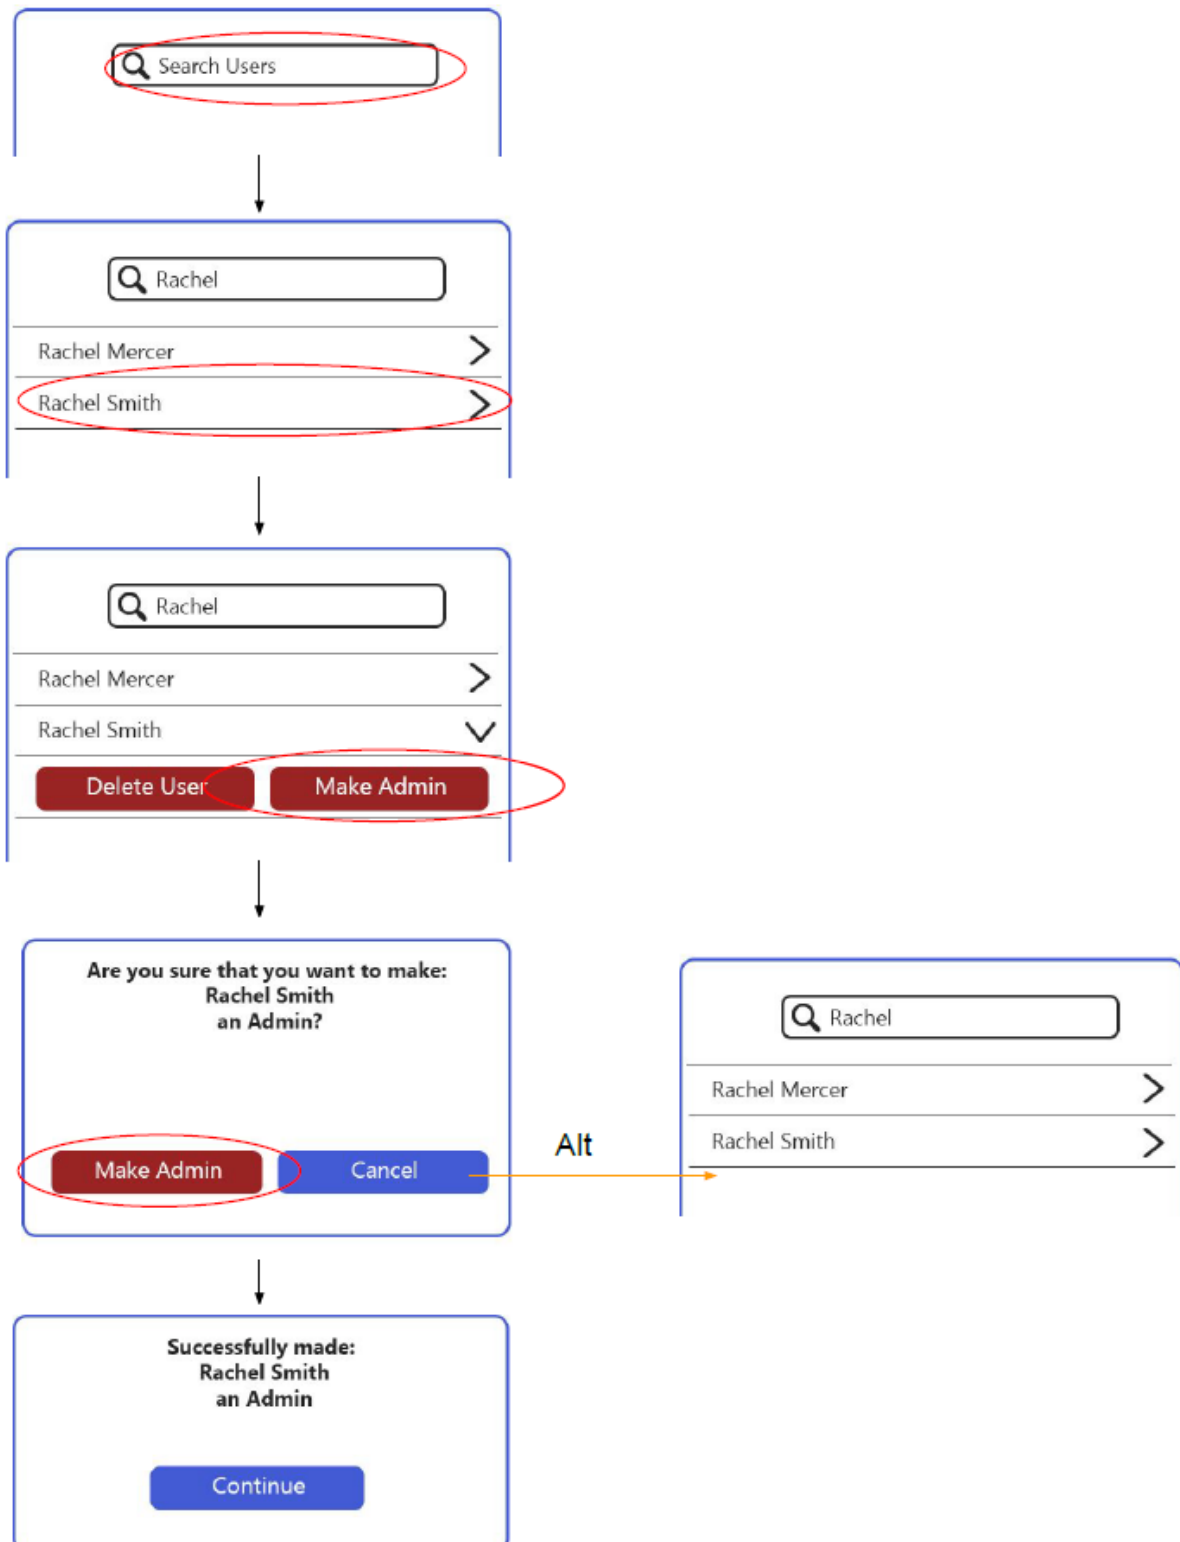 Search Users
Rachel
Rachel Mercer
Rachel Smith
Rachel
Rachel Mercer
Rachel Smith
Delete User
Make Admin
Are you sure that you want to make:
Rachel Smith
an Admin?
Make Admin
Cancel
Alt
Rachel
Rachel Mercer
Rachel Smith
Successfully made:
Rachel Smith
an Admin
Continue